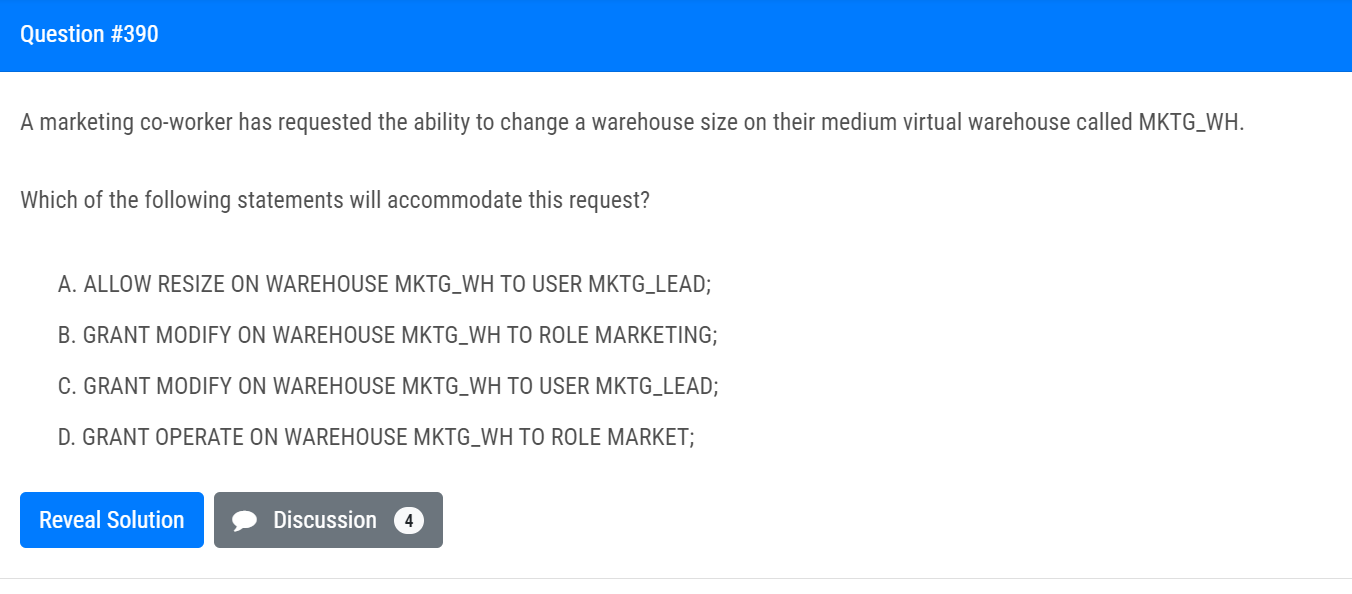 Question #390
A marketing co-worker has requested the ability to change a warehouse size on their medium virtual warehouse called MKTG_WH.
Which of the following statements will accommodate this request?
A. ALLOW RESIZE ON WAREHOUSE MKTG_WH TO USER MKTG_LEAD;
B. GRANT MODIFY ON WAREHOUSE MKTG_WH TO ROLE MARKETING;
C. GRANT MODIFY ON WAREHOUSE MKTG_WH TO USER MKTG_LEAD;
D. GRANT OPERATE ON WAREHOUSE MKTG_WH TO ROLE MARKET;
Reveal Solution Discussion 4